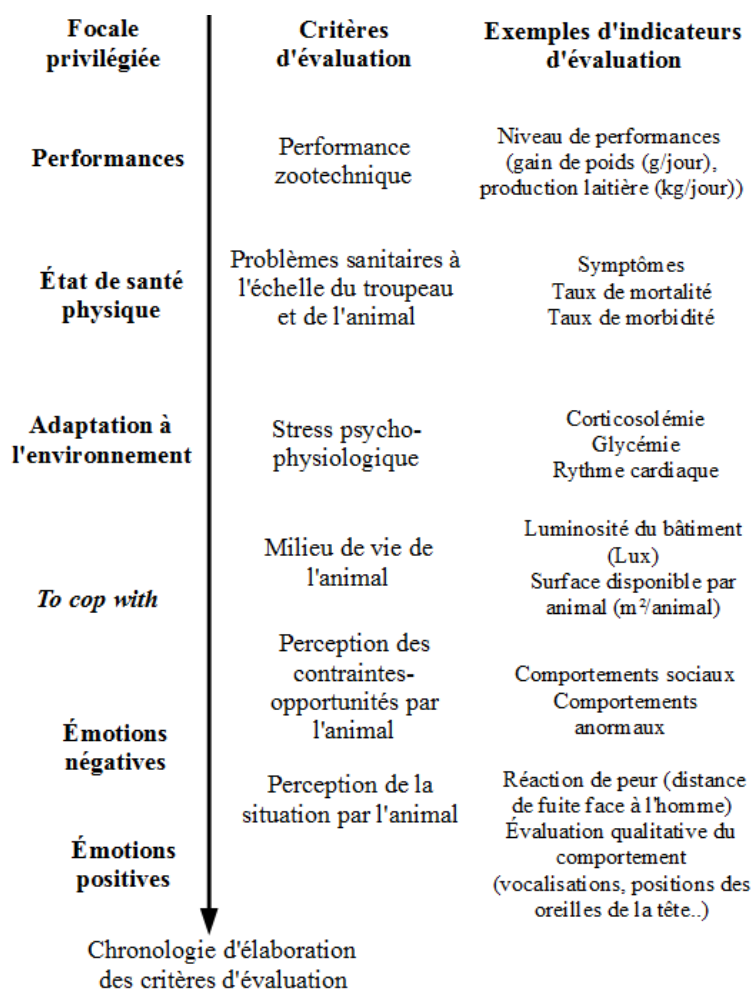 Focale
privilégiée
Critères
d'évaluation
Exemples d'indicateurs
d'évaluation
Performances
Performance
zootechnique
Niveau de performances
(gain de poids (g/jour),
production laitière (kg/jour))
État de santé
physique
Problèmes sanitaires à
l'échelle du troupeau
et de l'animal
Symptômes
Taux de mortalité
Taux de morbidité
Adaptation à
l'environnement
Stress psycho-
physiologique
Corticosolémie
Glycémie
Rythme cardiaque
To cop with
Milieu de vie de
l'animal
Luminosité du bâtiment
(Lux)
Surface disponible par
animal (m²/animal)
Perception des
contraintes-
opportunités par
l'animal
Comportements sociaux
Comportements
anormaux
Émotions
négatives
Perception de la
situation par l'animal
Réaction de peur (distance
de fuite face à l'homme)
Évaluation qualitative du
comportement
(vocalisations, positions des
oreilles de la tête..)
Émotions
positives
Chronologie d'élaboration
des critères d'évaluation